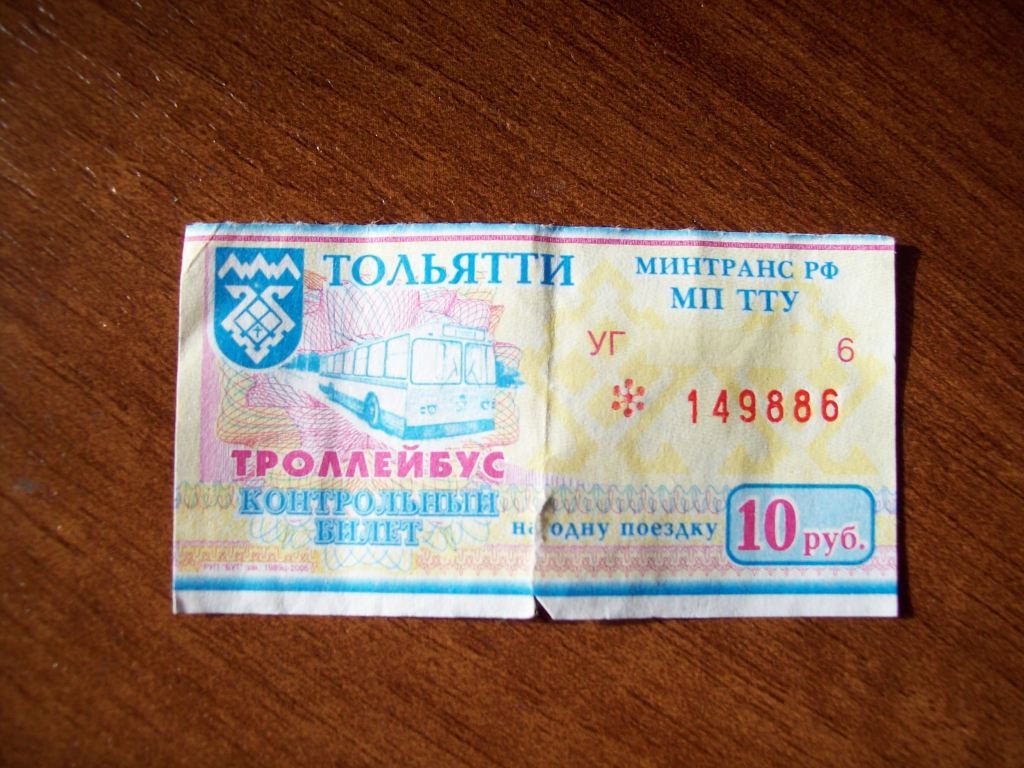 ТОЛЬЯТТИ
ТРОЛЛЕЙБУС
КОНТРОЛЬНЫЙ
БИЛЕТ
МИНТРАНС РФ
МП ТТУ
УГ 6
149886
на одну поездку 10 руб.